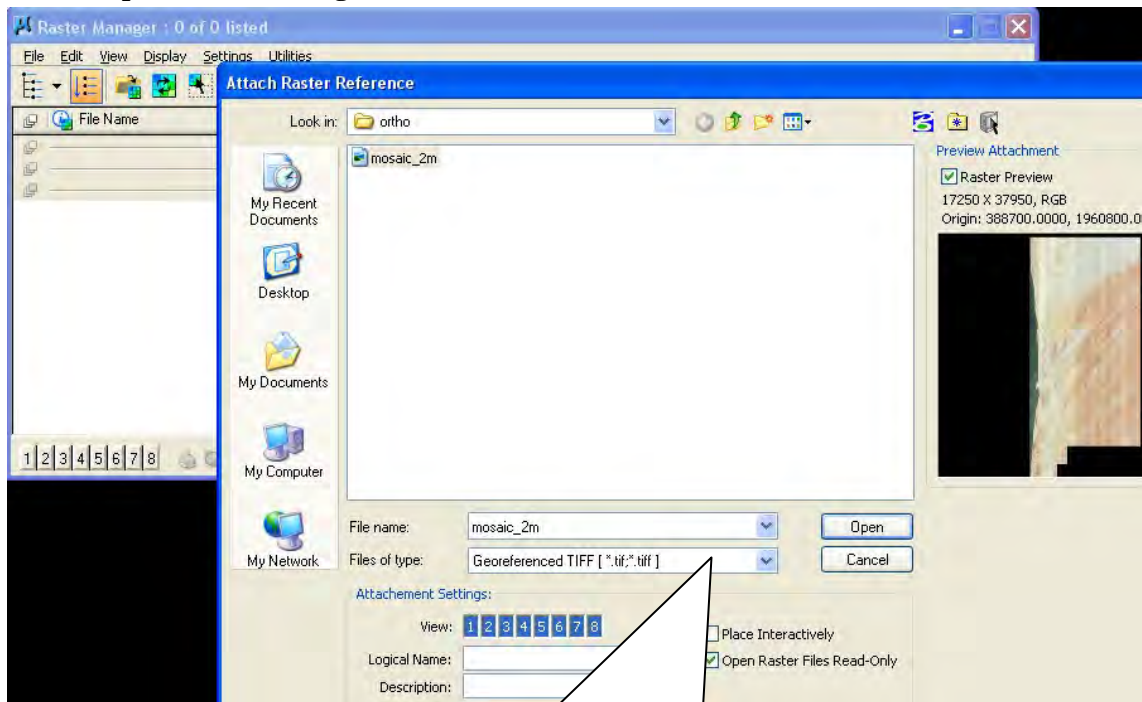 Raster Manager : 0 of 0 listed
File Edit View Display Settings Utilities
Attach Raster Reference
File Name
Look in: ortho
mosaic_2m
My Recent
Documents
Desktop
My Documents
My Computer
My Network
Preview Attachment
Raster Preview
17250 X 37950, RGB
Origin: 388700.0000, 1960800.0
1 2 3 4 5 6 7 8
File name: mosaic_2m Open
Files of type: Georeferenced TIFF [ *.tif;*.tiff ] Cancel
Attachement Settings:
View: 1 2 3 4 5 6 7 8
Place Interactively
Logical Name:
Open Raster Files Read-Only
Description: